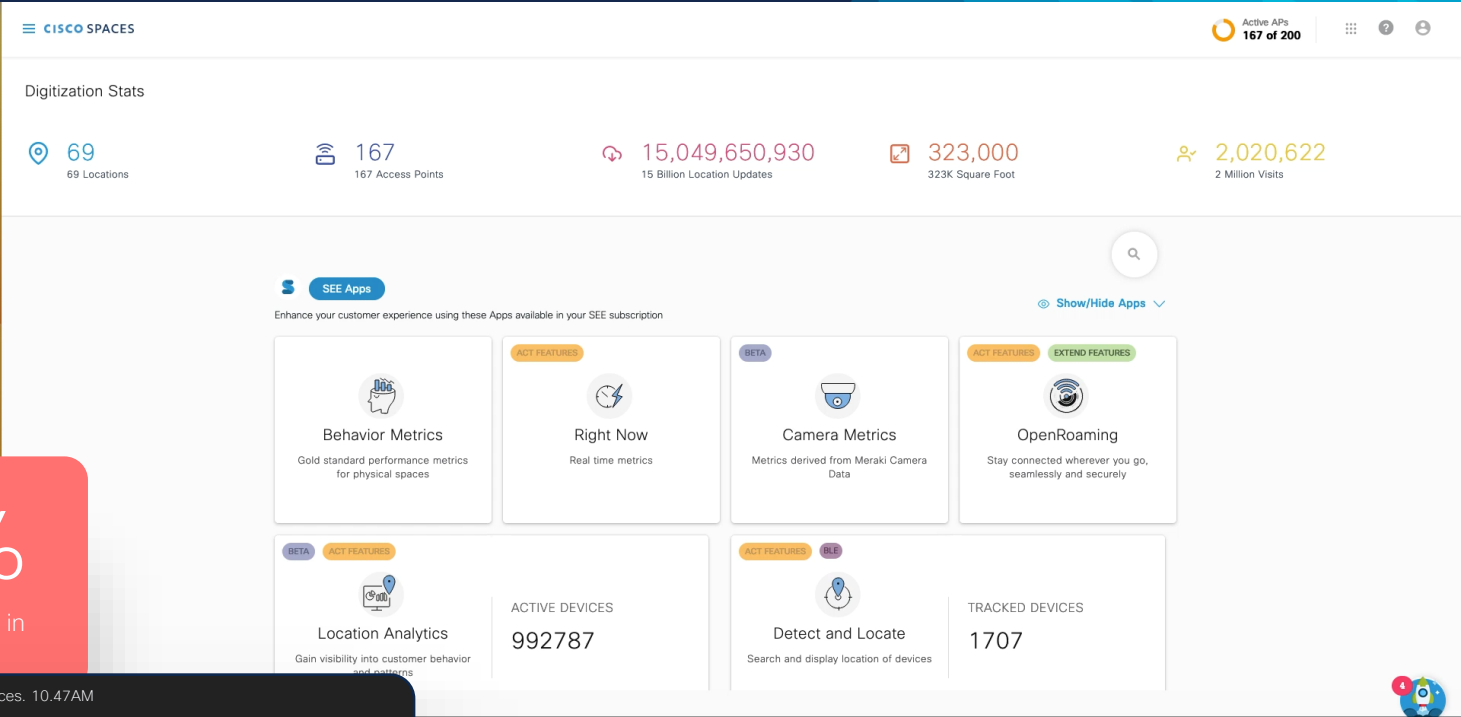 CISCO SPACES
Active APs
167 of 200
Digitization Stats
69
69 Locations
167
167 Access Points
15,049,650,930
15 Billion Location Updates
323,000
323K Square Foot
2,020,622
2 Million Visits
SEE Apps
Show/Hide Apps
Enhance your customer experience using these Apps available in your SEE subscription
Behavior Metrics
Gold standard performance metrics
for physical spaces
ACT FEATURES
Right Now
Real time metrics
BETA
Camera Metrics
Metrics derived from Meraki Camera
Data
ACT FEATURES EXTEND FEATURES
OpenRoaming
Stay connected wherever you go,
seamlessly and securely
BETA ACT FEATURES
Location Analytics
Gain visibility into customer behavior
and patterns
ACTIVE DEVICES
992787
ACT FEATURES BLE
Detect and Locate
Search and display location of devices
TRACKED DEVICES
1707
in
10.47AM
4